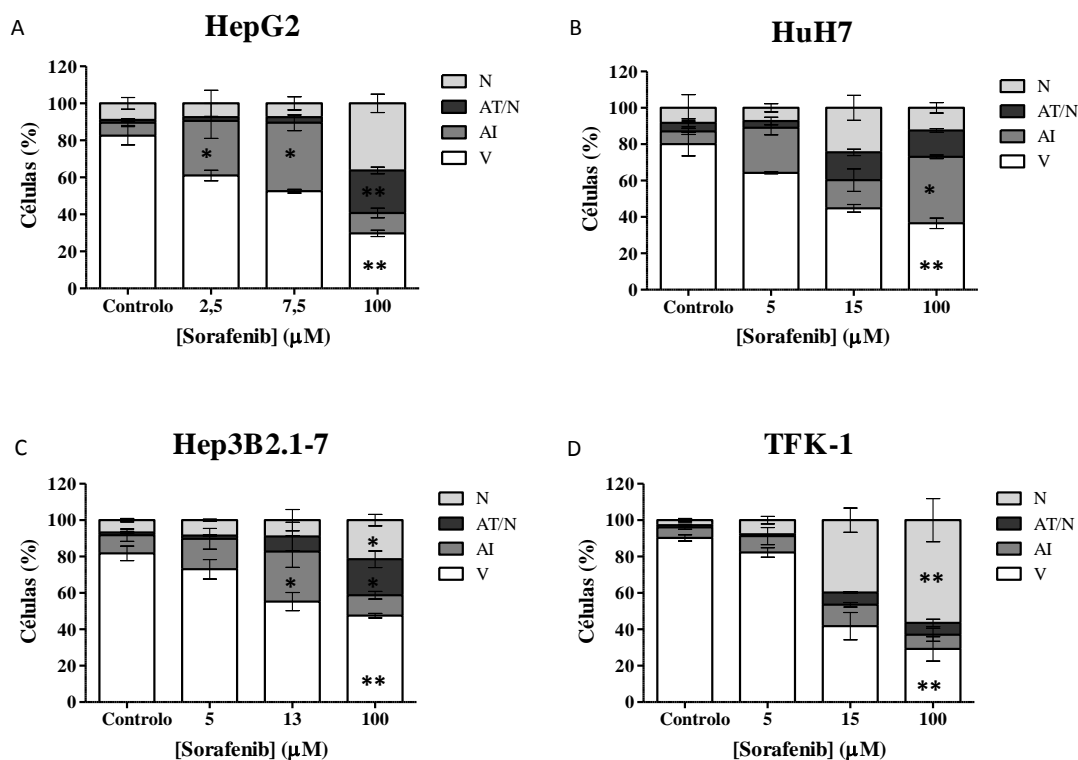 A
HepG2
120
100
80
60
40
20
0
Células (%)
*
*
**
**
Controlo 2,5 7,5 100
[Sorafenib] (μM)
N
AT/N
AI
V
B
HuH7
120
100
80
60
40
20
0
Células (%)
*
**
Controlo 5 15 100
[Sorafenib] (μM)
N
AT/N
AI
V
C
Hep3B2.1-7
120
100
80
60
40
20
0
Células (%)
*
*
*
**
Controlo 5 13 100
[Sorafenib] (μM)
N
AT/N
AI
V
D
TFK-1
120
100
80
60
40
20
0
Células (%)
**
**
Controlo 5 15 100
[Sorafenib] (μM)
N
AT/N
AI
V